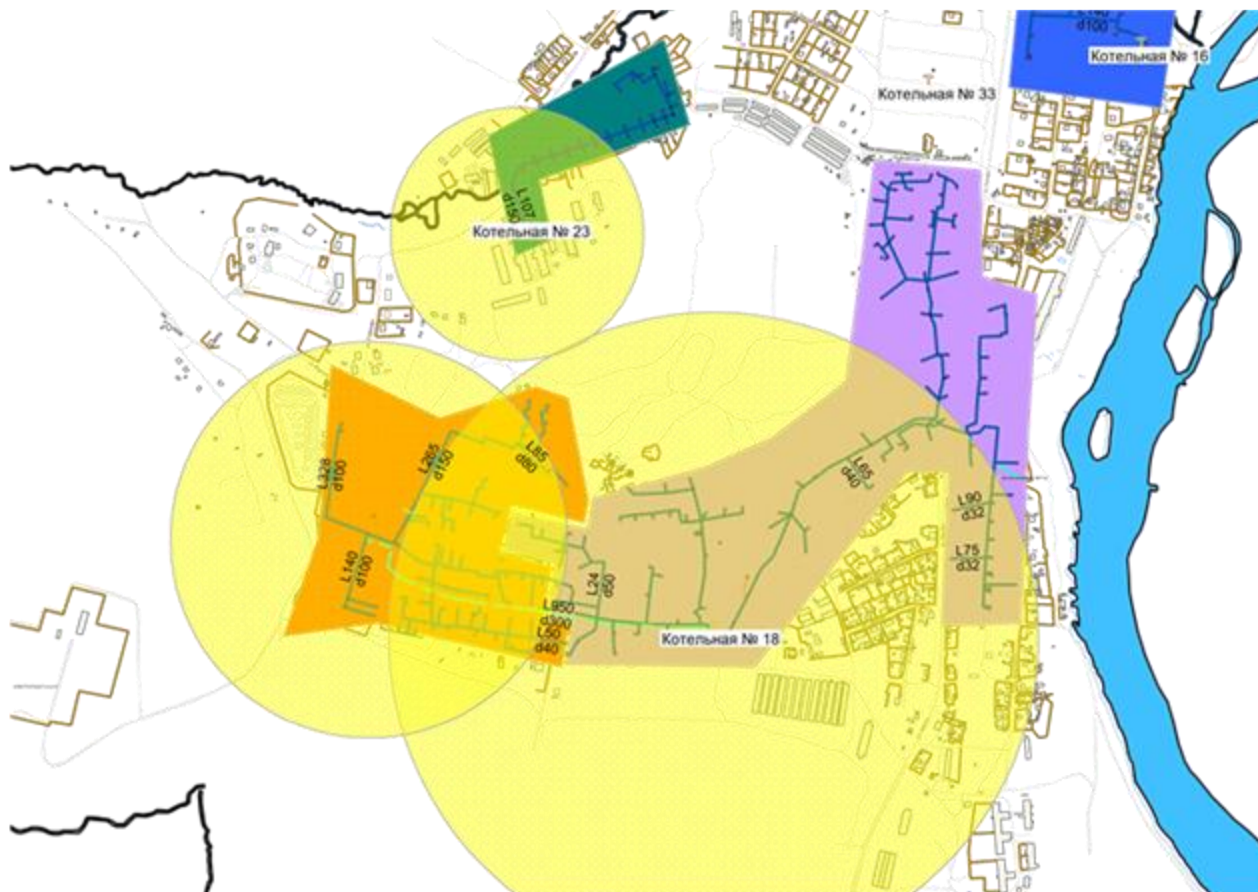 L140
d100
Котельная № 16
Котельная № 33
L107
d150
Котельная № 23
L328
d100
L265
d150
L85
d80
L65
d40
L90
d32
L75
d32
L140
d100
L24
d50
L950
d300
L50
d40
Котельная № 18